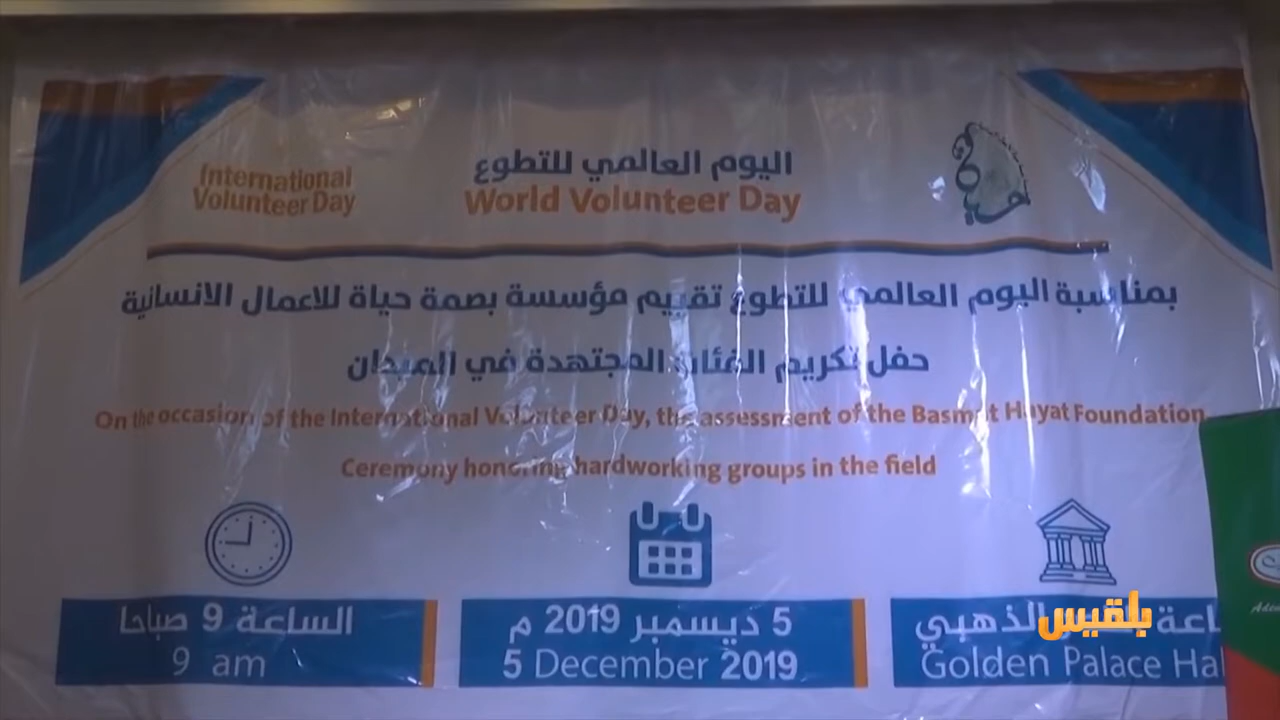 International
Volunteer Day
اليوم العالمي للتطوع
World Volunteer Day
بمناسبة اليوم العالمي للتطوع تقييم مؤسسة بصمة حياة للاعمال الانسانية
حفل تكريم الفئات المجتهدة في الميدان
On the occasion of the International Volunteer Day, the assessment of the Basmat Hayat Foundation
Ceremony honoring hardworking groups in the field
الساعة 9 صباحا
9 am
5 ديسمبر 2019 م
5 December 2019
الذهبي
Golden Palace
بلقيس